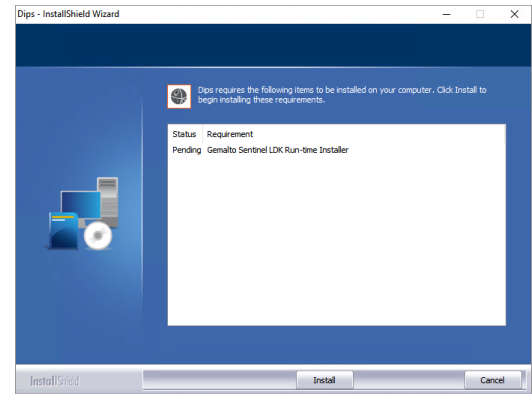 Dips - InstallShield Wizard
Dips requires the following items to be installed on your computer. Click Install to
begin installing these requirements.
Status Requirement
Pending Gemalto Sentinel LDK Run-time Installer
InstallShield
Install
Cancel